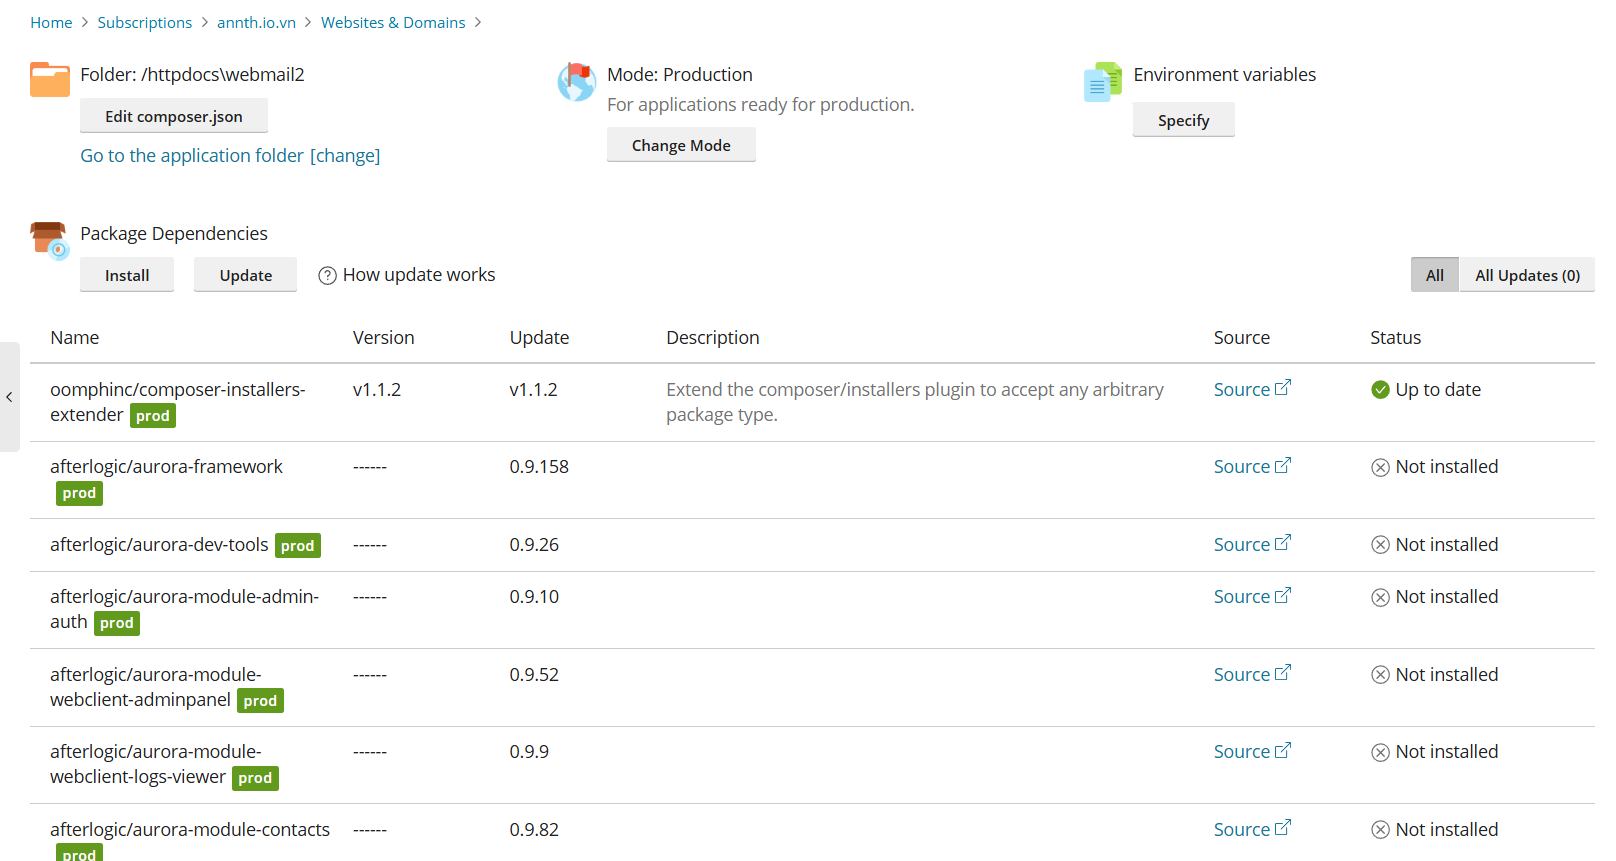 Home > Subscriptions > annth.io.vn > Websites & Domains >
Folder: /httpdocs\webmail2
Edit composer.json
Go to the application folder [change]
Mode: Production
For applications ready for production.
Change Mode
Environment variables
Specify
Package Dependencies
Install Update ? How update works All All Updates (0)
Name Version Update Description Source Status
oomphinc/composer-installers- v1.1.2 v1.1.2 Extend the composer/installers plugin to accept any arbitrary Source Up to date
extender prod package type.
afterlogic/aurora-framework ------ 0.9.158 Source Not installed
prod
afterlogic/aurora-dev-tools prod ------ 0.9.26 Source Not installed
afterlogic/aurora-module-admin- ------ 0.9.10 Source Not installed
auth prod
afterlogic/aurora-module- ------ 0.9.52 Source Not installed
webclient-adminpanel prod
afterlogic/aurora-module- ------ 0.9.9 Source Not installed
webclient-logs-viewer prod
afterlogic/aurora-module-contacts ------ 0.9.82 Source Not installed
prod